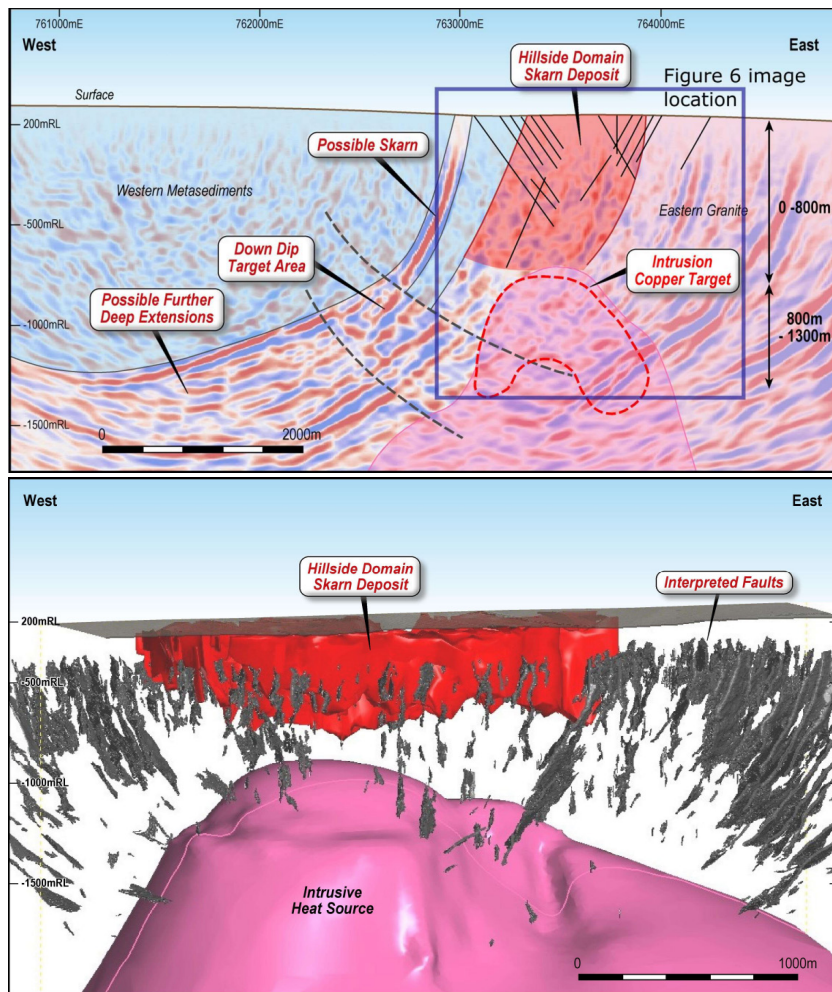 761000mE
762000mE
763000mE
764000mE
West
East
Hillside Domain
Skarn Deposit
Figure 6 image
location
Surface
200mRL
Possible Skarn
Western Metasediments
Eastern Granite
0 -800m
-500mRL
Down Dip
Target Area
Intrusion
Copper Target
Possible Further
Deep Extensions
-1000mRL
800m
- 1300m
-1500mRL
0
2000m
West
East
Hillside Domain
Skarn Deposit
Interpreted Faults
200mRL
-500mRL
-1000mRL
-1500mRL
Intrusive
Heat Source
0
1000m